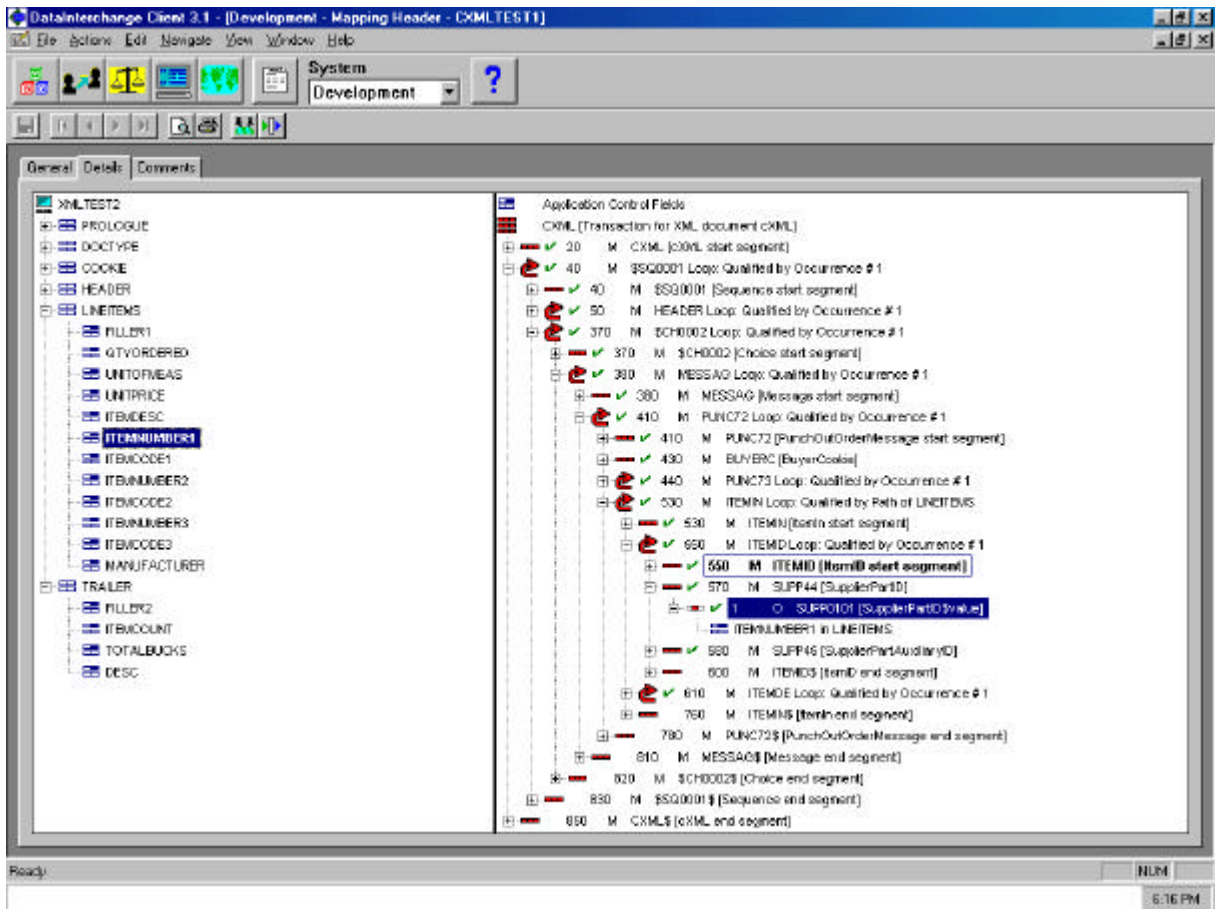 DataInterchange Client 3.1 - [Development - Mapping Header - CXMLTEST1]
File Actions Edit Navigate View Window Help
System
Development
General Details Comments
XMLTEST2
PROLOGUE
DOCTYPE
COOKIE
HEADER
LINEITEMS
FILLER1
QTYORDERED
UNITOFMEAS
UNITPRICE
ITEMDESC
ITEMNUMBER1
ITEMCODE1
ITEMNUMBER2
ITEMCODE2
ITEMNUMBER3
ITEMCODE3
MANUFACTURER
TRAILER
FILLER2
ITEMCOUNT
TOTALBUCKS
DESC
Application Control Fields
CXML [Transaction for XML document cXML]
20 M CXML [cXML start segment]
40 M $SQ0001 Loop: Qualified by Occurrence # 1
40 M $SQ0001 [Sequence start segment]
50 M HEADER Loop: Qualified by Occurrence # 1
370 M $CH0002 Loop: Qualified by Occurrence # 1
370 M $CH0002 [Choice start segment]
380 M MESSAG Loop: Qualified by Occurrence # 1
380 M MESSAG [Message start segment]
410 M PUNC72 Loop: Qualified by Occurrence # 1
410 M PUNC72 [PunchOutOrderMessage start segment]
430 M BUYERC [BuyerCookie]
440 M PUNC73 Loop: Qualified by Occurrence # 1
530 M ITEMIN Loop: Qualified by Path of LINEITEMS
530 M ITEMIN [ItemIn start segment]
550 M ITEMID Loop: Qualified by Occurrence # 1
550 M ITEMID [ItemID start segment]
570 M SUPP44 [SupplierPartID]
1 O SUPP0101 [SupplierPartID$value]
ITEMNUMBER1 in LINEITEMS
580 M SUPP46 [SupplierPartAuxiliaryID]
600 M ITEMID$ [ItemID end segment]
610 M ITEMDE Loop: Qualified by Occurrence # 1
760 M ITEMIN$ [ItemIn end segment]
780 M PUNC72$ [PunchOutOrderMessage end segment]
810 M MESSAG$ [Message end segment]
820 M $CH0002$ [Choice end segment]
830 M $SQ0001$ [Sequence end segment]
850 M CXML$ [cXML end segment]
Ready
NUM
6:16 PM